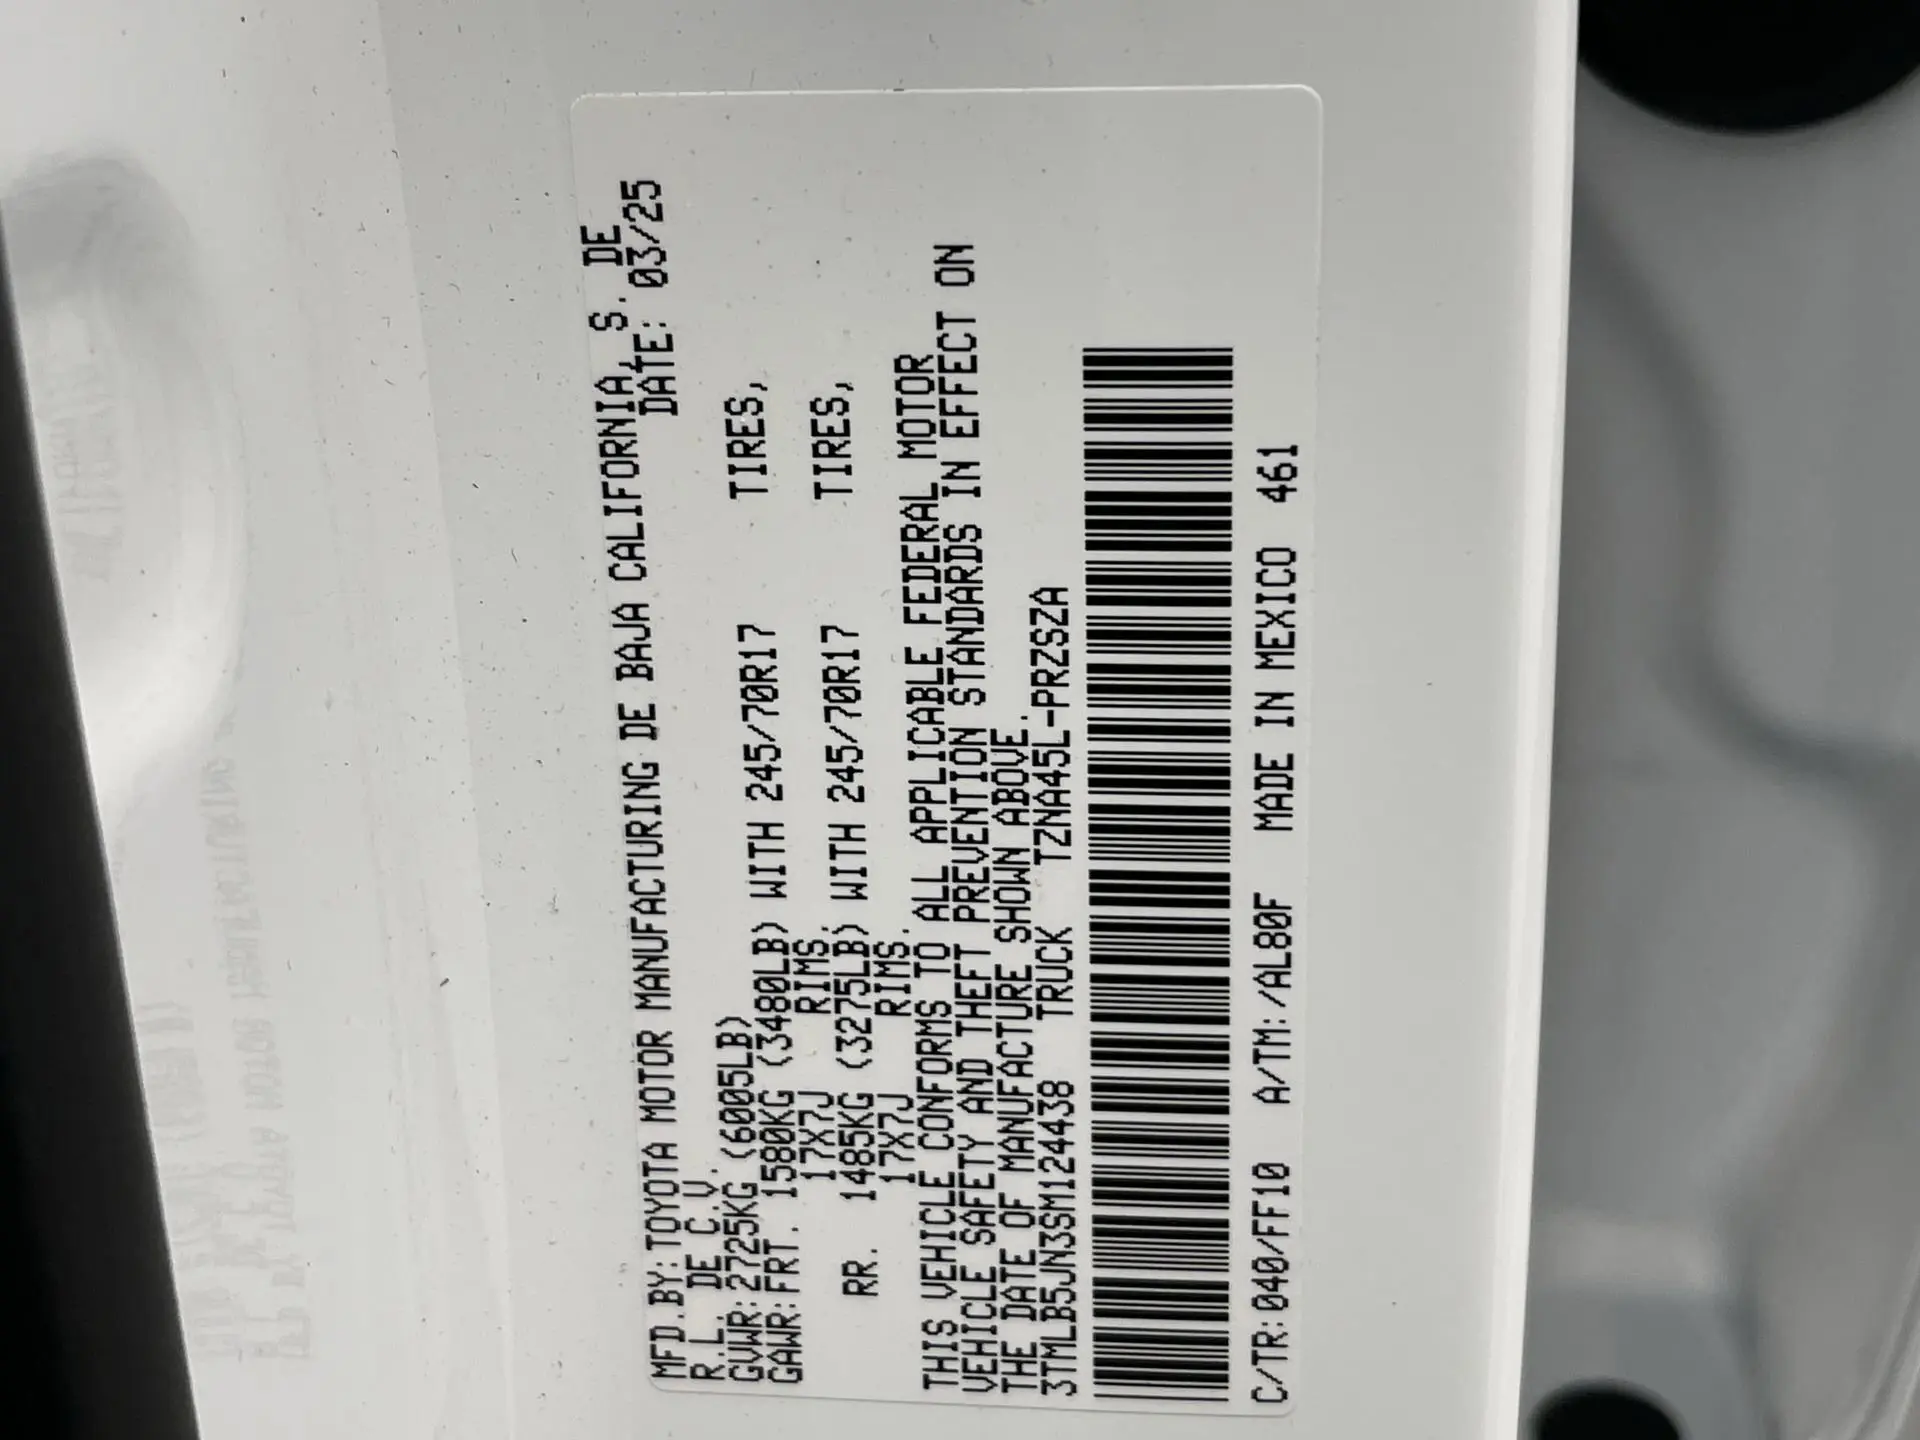 MFD.BY:TOYOTA MOTOR MANUFACTURING DE BAJA CALIFORNIA, S. DE
R.L. DE C.V. DATE: 03/25
GVWR:2725KG (6005LB)
GAWR:FRT. 1580KG (3480LB) WITH 245/70R17 TIRES,
17X7J RIMS.
RR. 1485KG (3275LB) WITH 245/70R17 TIRES,
17X7J RIMS.
THIS VEHICLE CONFORMS TO ALL APPLICABLE FEDERAL MOTOR
VEHICLE SAFETY AND THEFT PREVENTION STANDARDS IN EFFECT ON
THE DATE OF MANUFACTURE SHOWN ABOVE.
3TMLB5JN3SM124438 TRUCK TZNA45L-PRZSZA
C/TR:040/FF10 A/TM:/AL80F MADE IN MEXICO 461